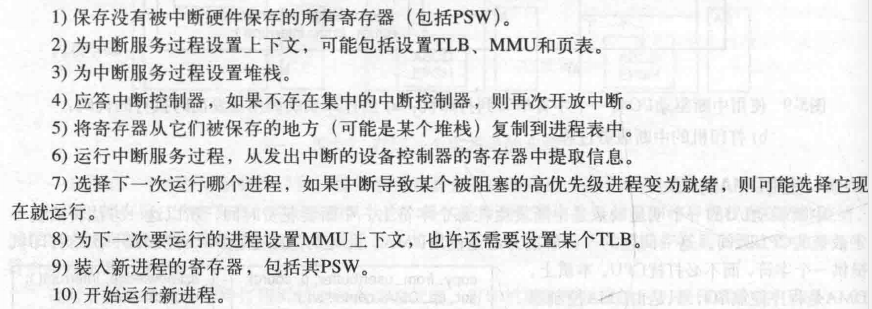 1) 保存没有被中断硬件保存的所有寄存器（包括PSW）。
2) 为中断服务过程设置上下文，可能包括设置TLB、MMU和页表。
3) 为中断服务过程设置堆栈。
4) 应答中断控制器，如果不存在集中的中断控制器，则再次开放中断。
5) 将寄存器从它们被保存的地方（可能是某个堆栈）复制到进程表中。
6) 运行中断服务过程，从发出中断的设备控制器的寄存器中提取信息。
7) 选择下一次运行哪个进程，如果中断导致某个被阻塞的高优先级进程变为就绪，则可能选择它现
在就运行。
8) 为下一次要运行的进程设置MMU上下文，也许还需要设置某个TLB。
9) 装入新进程的寄存器，包括其PSW。
10) 开始运行新进程。